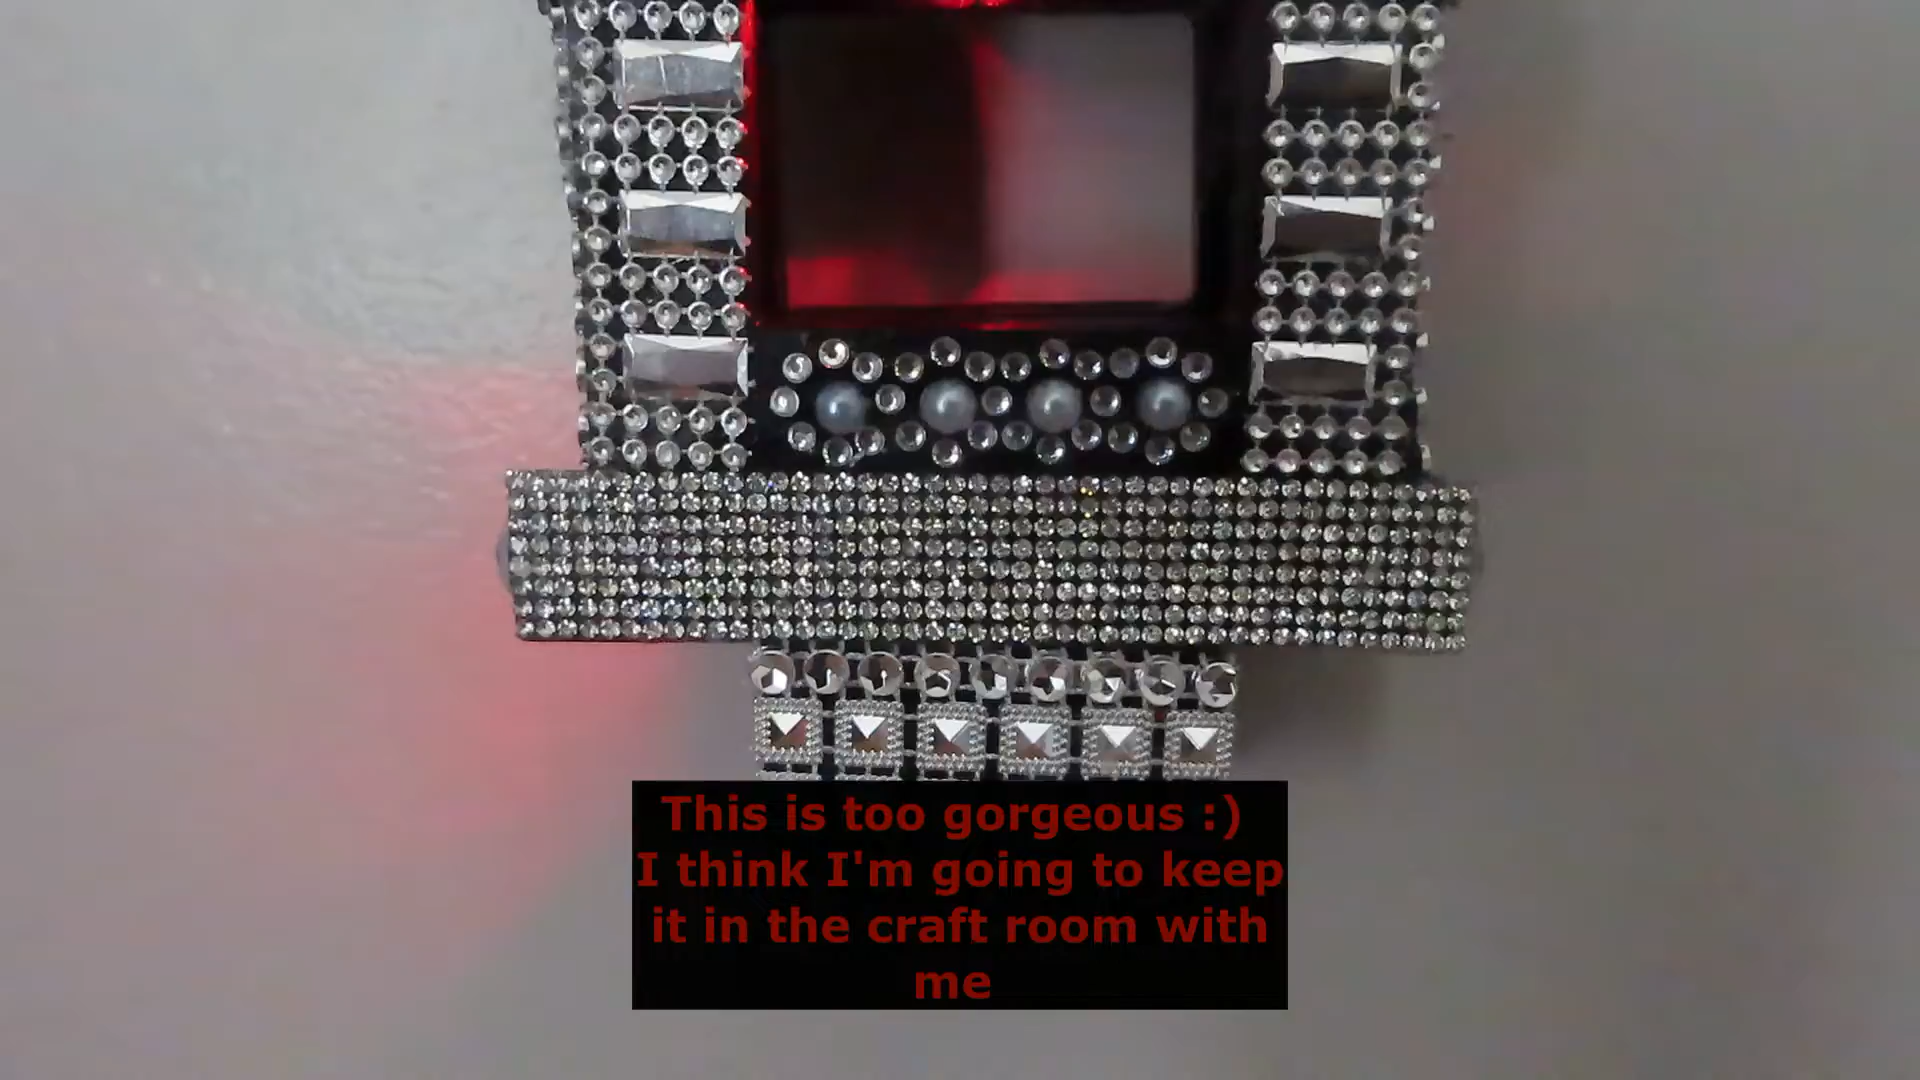 This is too gorgeous :)
I think I'm going to keep
it in the craft room with
me